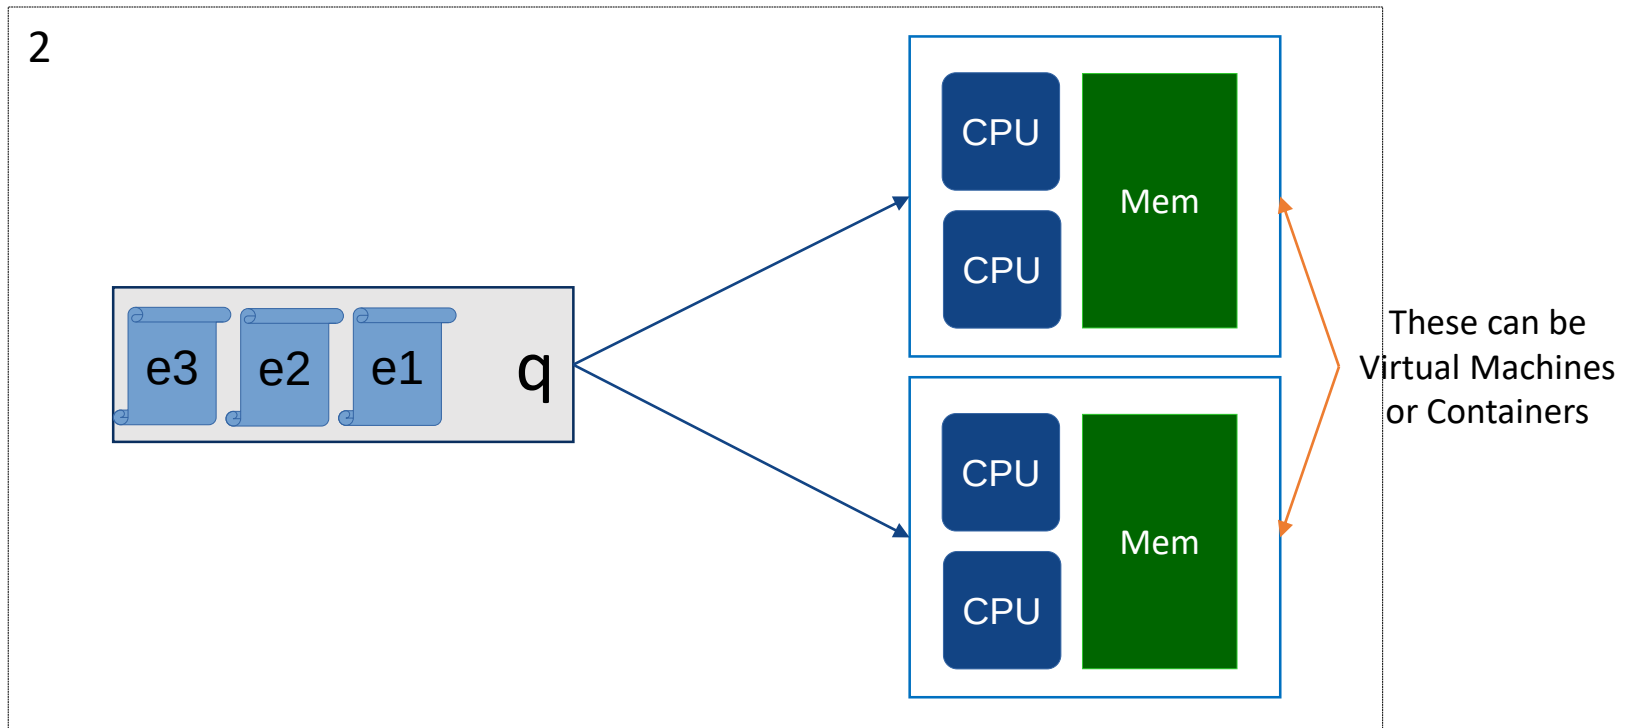 2
CPU
CPU
Mem
e3 e2 e1 q
CPU
CPU
Mem
These can be
Virtual Machines
or Containers